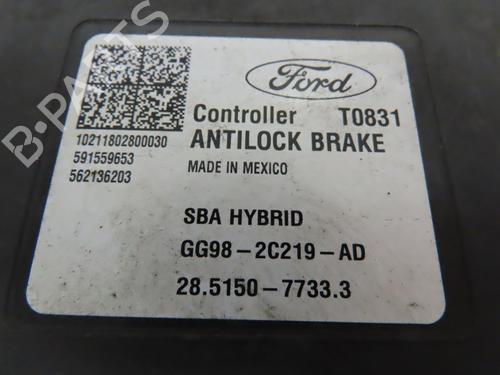 Ford
Controller T0831
ANTILOCK BRAKE
MADE IN MEXICO
10211802800030
591559653
562136203
SBA HYBRID
GG98-2C219-AD
28.5150-7733.3
B-PARTS